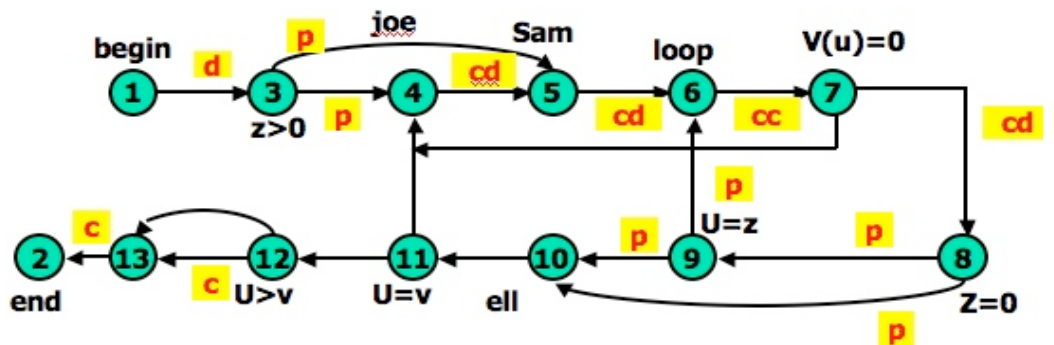 begin
d
p
joe
Sam
loop
V(u)=0
1
3
4
5
6
7
z>0
p
cd
cd
cc
cd
c
p
p
U=z
p
2
13
12
11
10
9
8
end
c
U>v
U=v
ell
Z=0
p